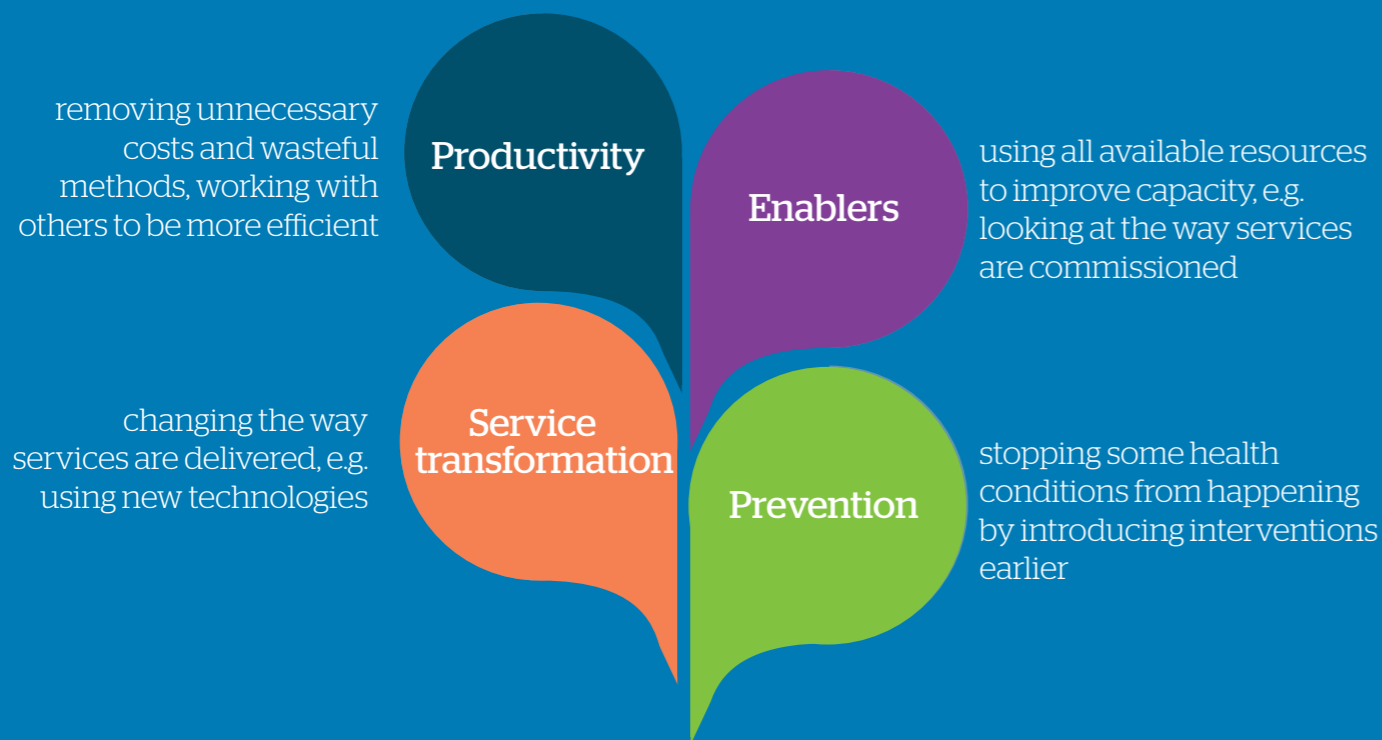 removing unnecessary
costs and wasteful
methods, working with
others to be more efficient
Productivity
Enablers
using all available resources
to improve capacity, e.g.
looking at the way services
are commissioned
changing the way
services are delivered, e.g.
using new technologies
Service
transformation
Prevention
stopping some health
conditions from happening
by introducing interventions
earlier